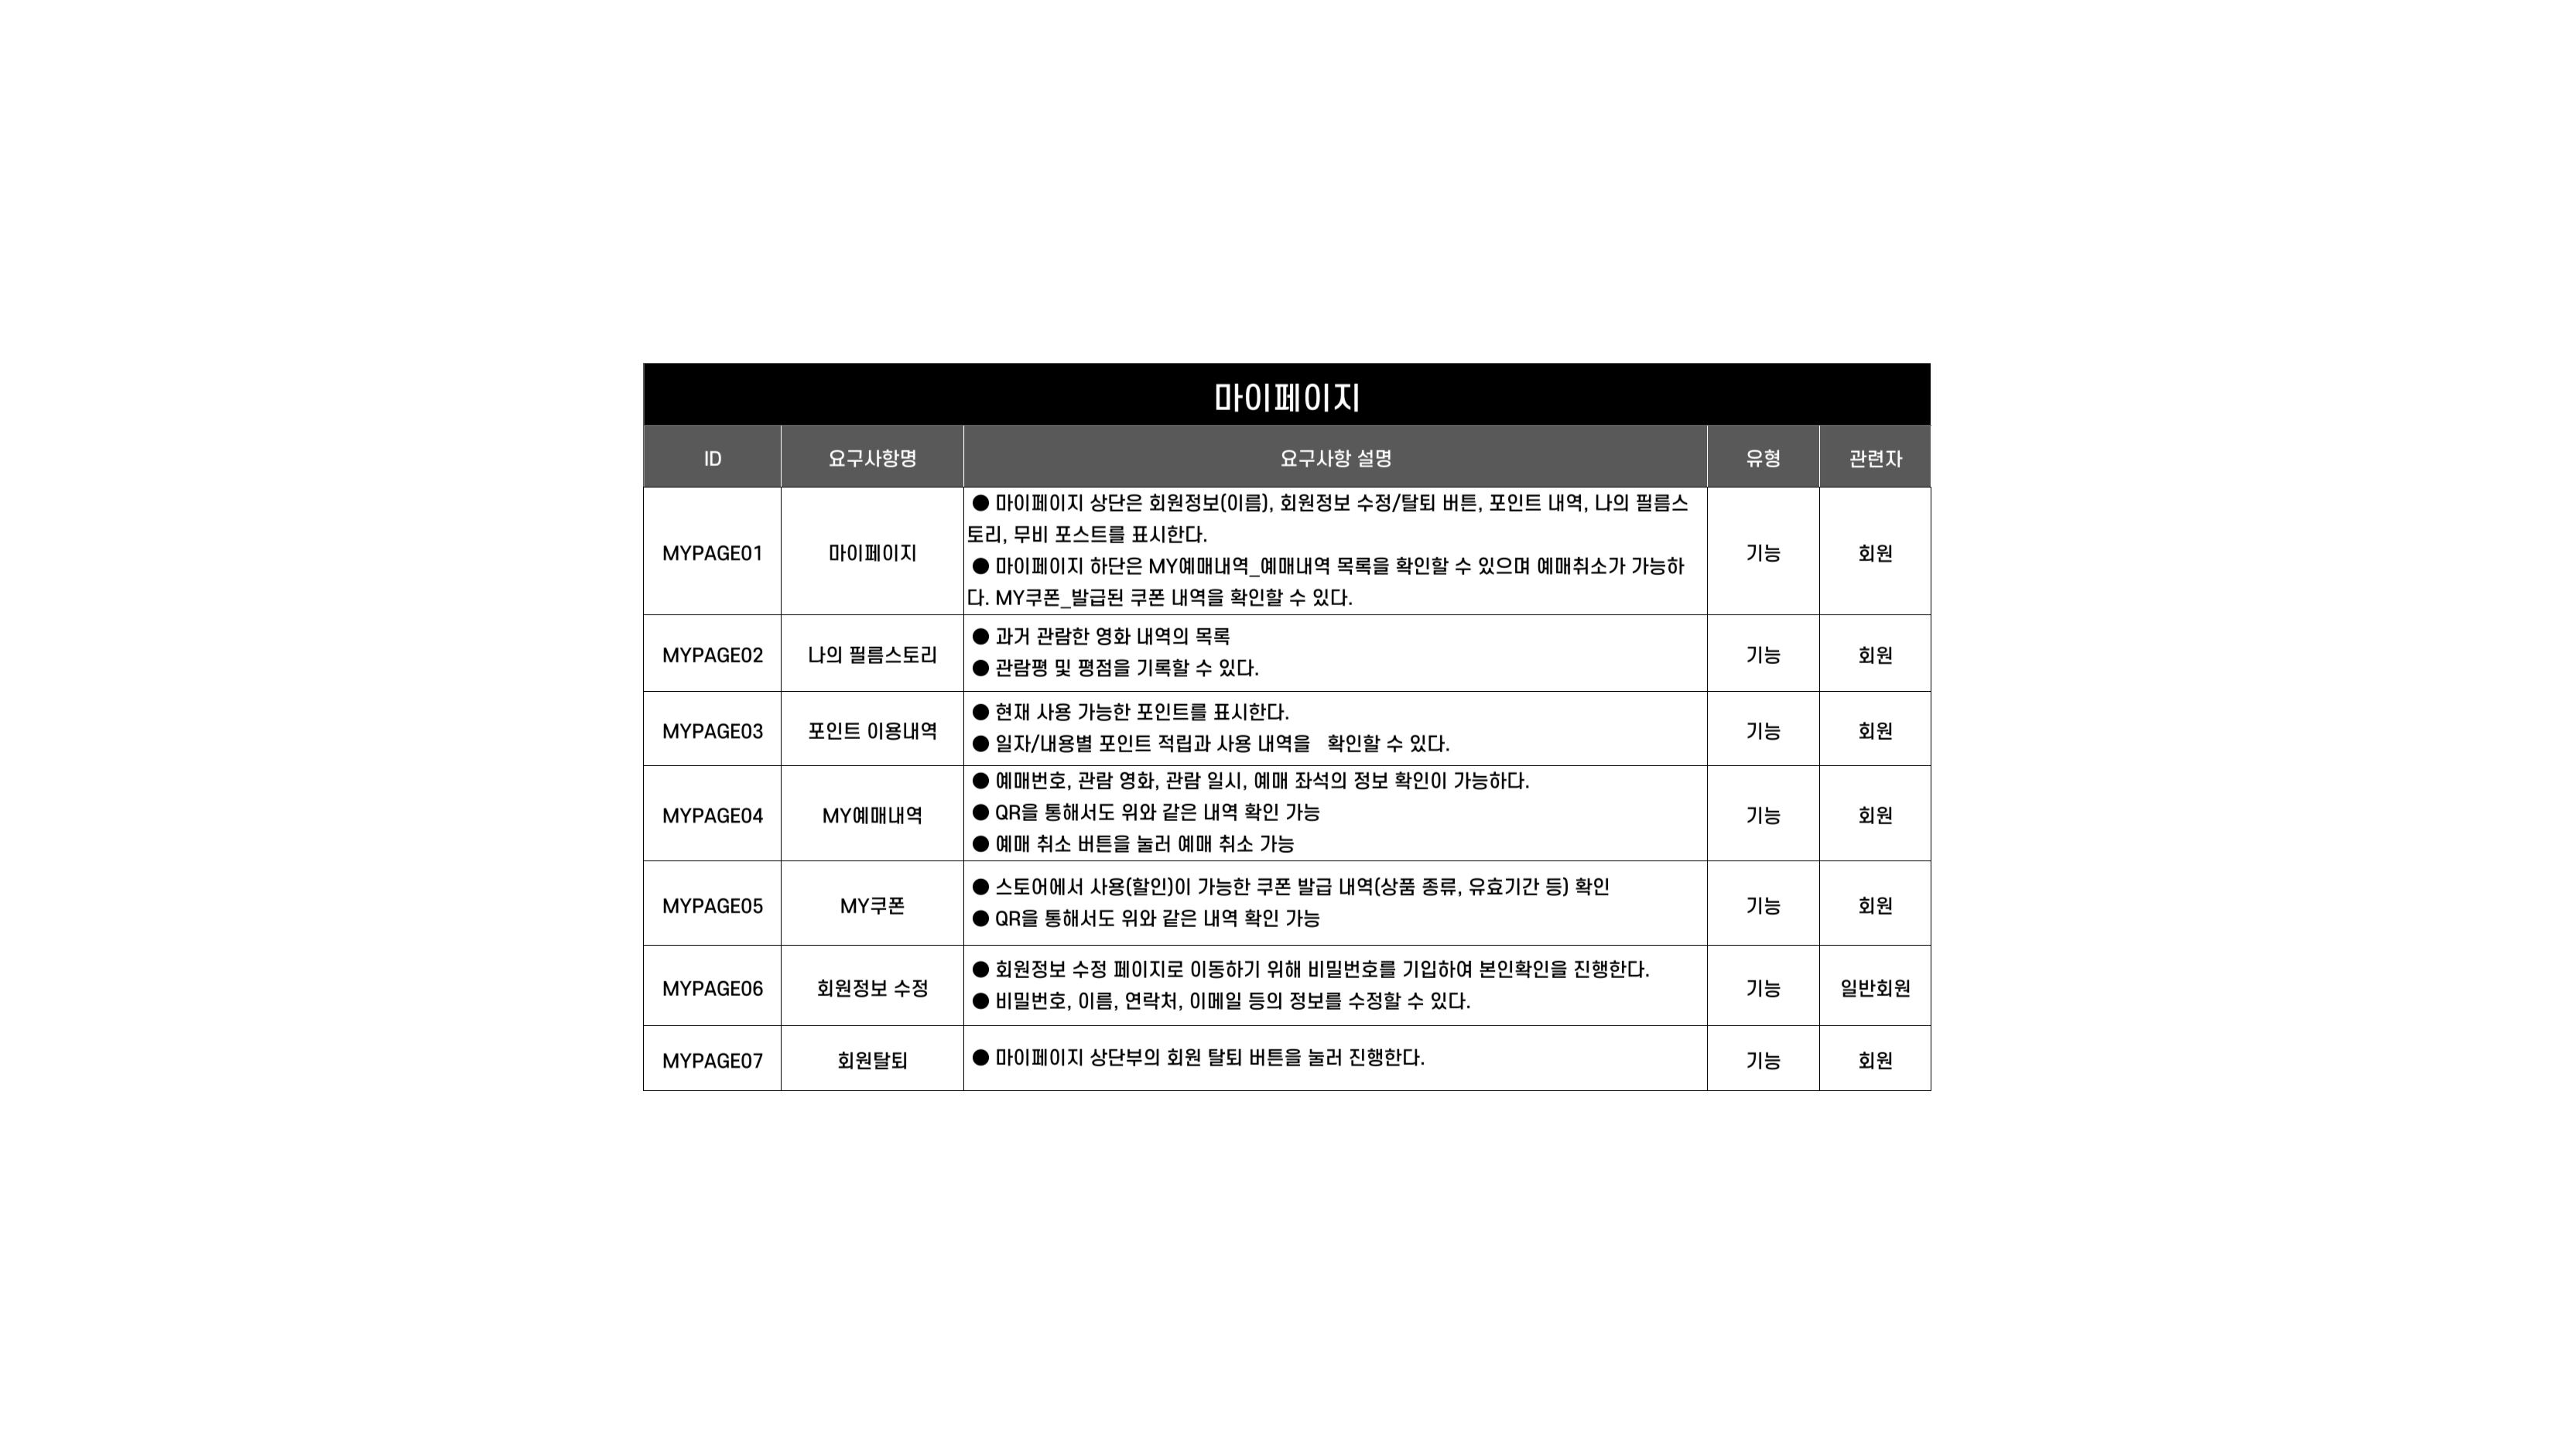 마이페이지
ID 요구사항명 요구사항 설명 유형 관련자
MYPAGE01 마이페이지 ● 마이페이지 상단은 회원정보(이름), 회원정보 수정/탈퇴 버튼, 포인트 내역, 나의 필름스
토리, 무비 포스트를 표시한다.
● 마이페이지 하단은 MY예매내역_예매내역 목록을 확인할 수 있으며 예매취소가 가능하
다. MY쿠폰_발급된 쿠폰 내역을 확인할 수 있다. 기능 회원
MYPAGE02 나의 필름스토리 ● 과거 관람한 영화 내역의 목록
● 관람평 및 평점을 기록할 수 있다. 기능 회원
MYPAGE03 포인트 이용내역 ● 현재 사용 가능한 포인트를 표시한다.
● 일자/내용별 포인트 적립과 사용 내역을 확인할 수 있다. 기능 회원
MYPAGE04 MY예매내역 ● 예매번호, 관람 영화, 관람 일시, 예매 좌석의 정보 확인이 가능하다.
● QR을 통해서도 위와 같은 내역 확인 가능
● 예매 취소 버튼을 눌러 예매 취소 가능 기능 회원
MYPAGE05 MY쿠폰 ● 스토어에서 사용(할인)이 가능한 쿠폰 발급 내역(상품 종류, 유효기간 등) 확인
● QR을 통해서도 위와 같은 내역 확인 가능 기능 회원
MYPAGE06 회원정보 수정 ● 회원정보 수정 페이지로 이동하기 위해 비밀번호를 기입하여 본인확인을 진행한다.
● 비밀번호, 이름, 연락처, 이메일 등의 정보를 수정할 수 있다. 기능 일반회원
MYPAGE07 회원탈퇴 ● 마이페이지 상단부의 회원 탈퇴 버튼을 눌러 진행한다. 기능 회원